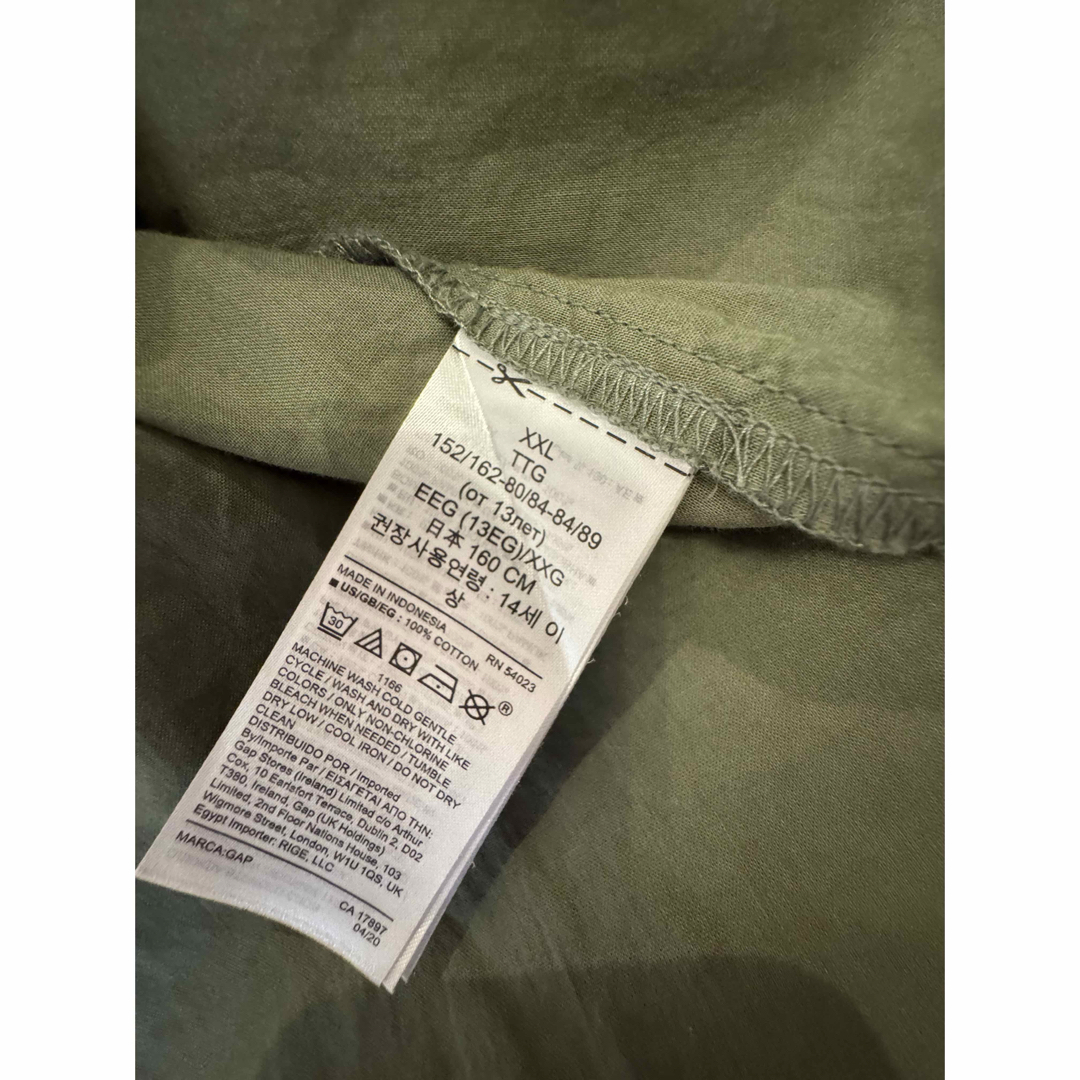 XXL
TTG
152/162-80/84-84/89
(от 13лет)
EEG (13EG)/XXG
日本 160 CM
권장사용연령 : 14세 이
상
MADE IN INDONESIA
RN 54023
■ US/GB/EG : 100% COTTON
30
®
1166
MACHINE WASH COLD GENTLE
CYCLE / WASH AND DRY WITH LIKE
COLORS / ONLY NON-CHLORINE
BLEACH WHEN NEEDED / TUMBLE
DRY LOW / COOL IRON / DO NOT DRY
CLEAN
DISTRIBUIDO POR / Imported
By/Importe Par / ΕΙΣΑΓΕΤΑΙ ΑΠΟ ΤΗΝ:
Gap Stores (Ireland) Limited c/o Arthur
Cox, 10 Earlsfort Terrace, Dublin 2, D02
T380, Ireland, Gap (UK Holdings)
Limited, 2nd Floor Nations House, 103
Wigmore Street, London, W1U 1QS, UK
Egypt Importer: RIGE, LLC
MARCA:GAP
CA 17897
04/20